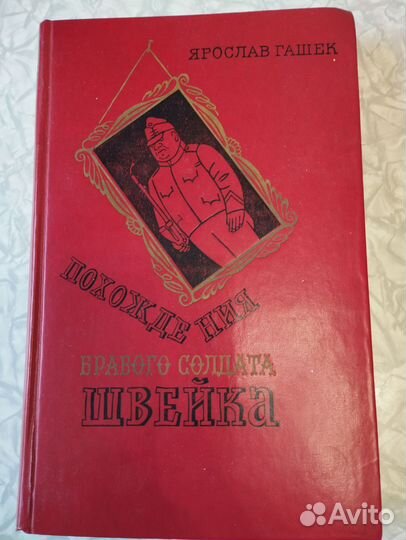 ЯРОСЛАВ ГАШЕК
ПОХОЖДЕНИЯ
БРАВОГО СОЛДАТА
ШВЕЙКА
Avito